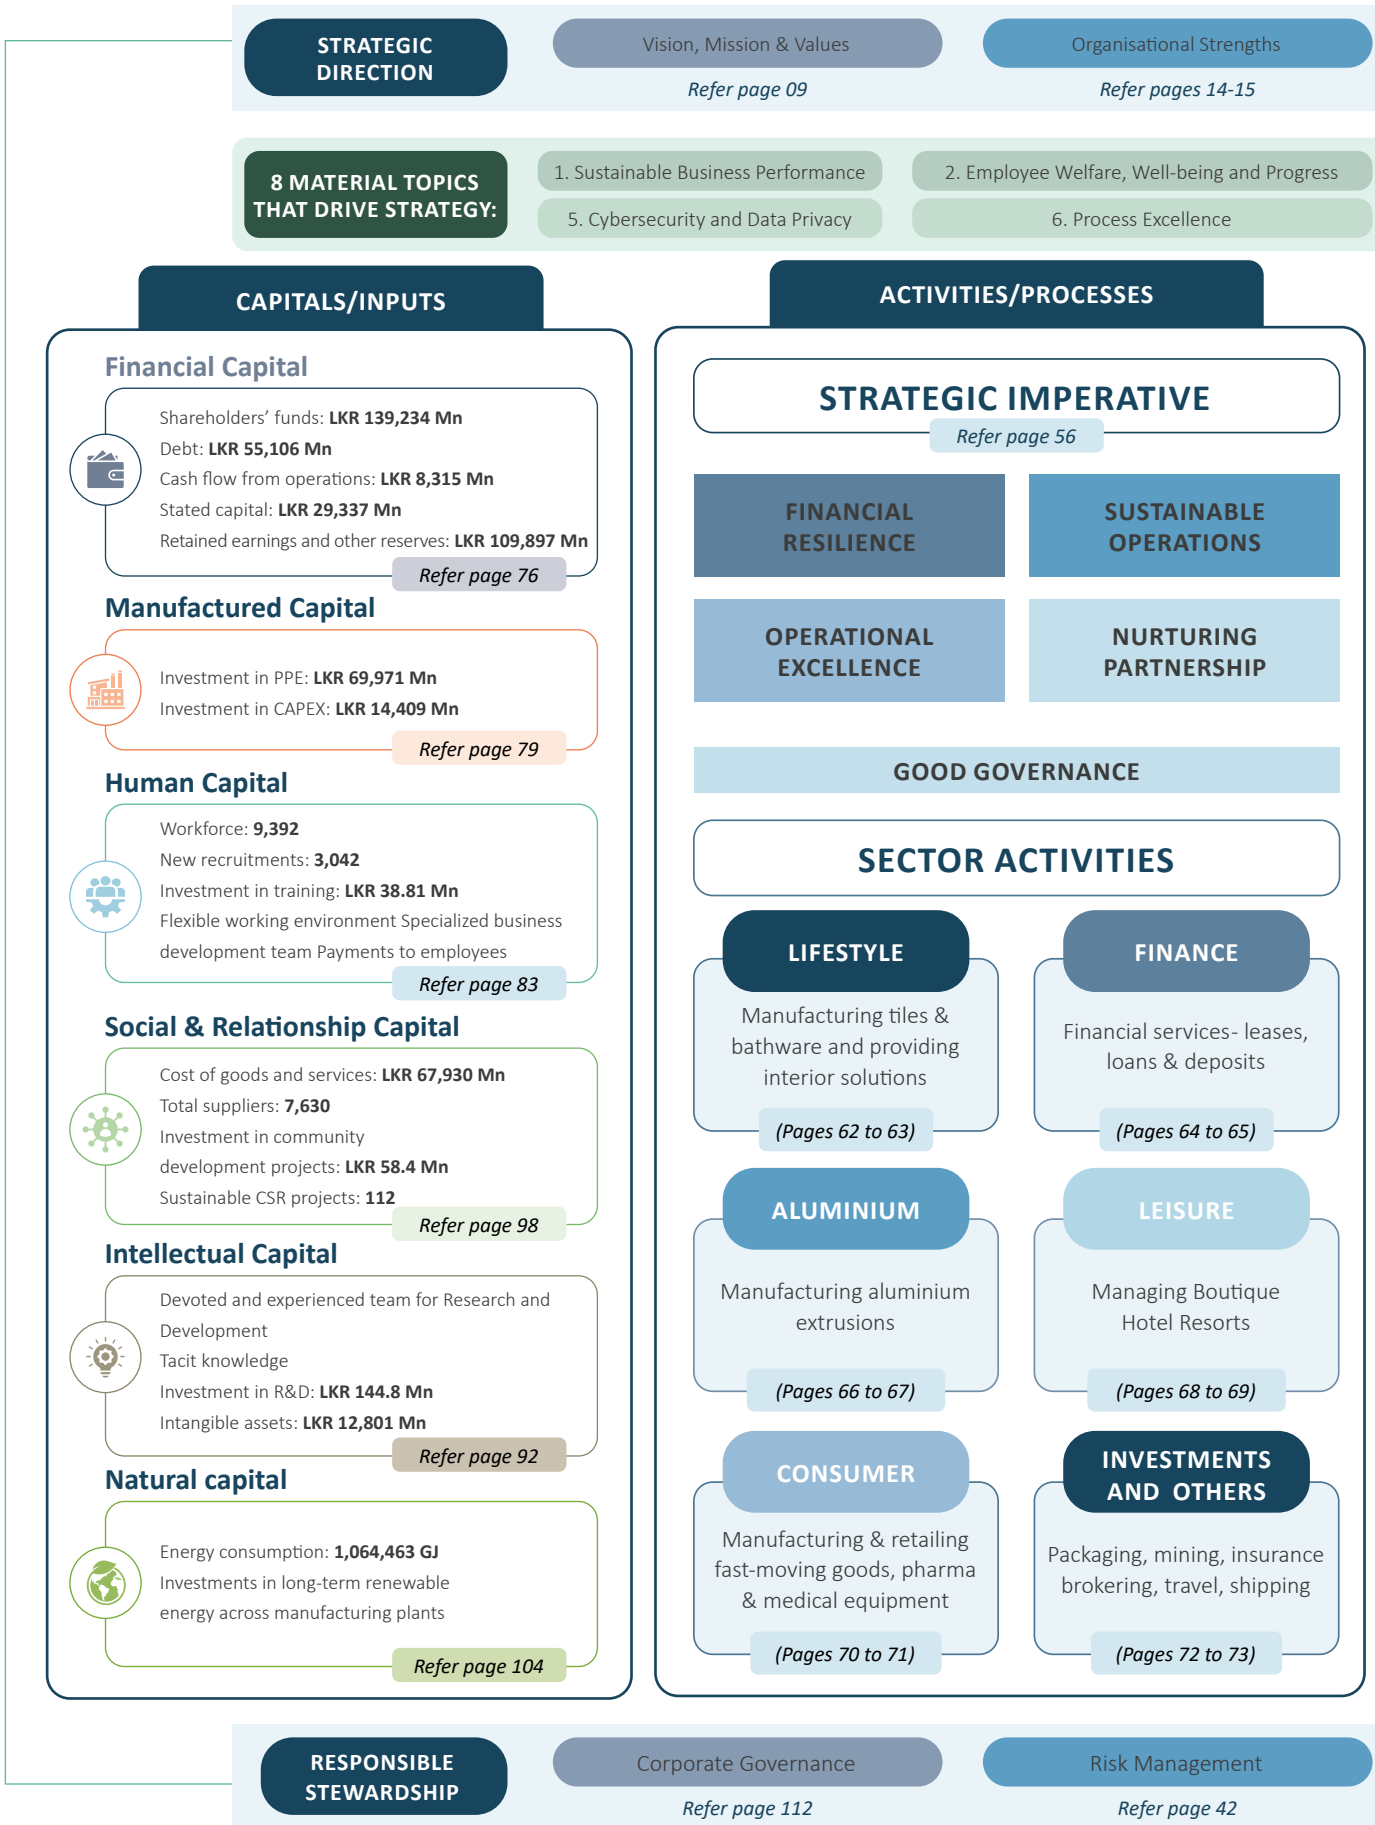 STRATEGIC
DIRECTION
Vision, Mission & Values
Refer page 09
Organisational Strengths
Refer pages 14-15
8 MATERIAL TOPICS
THAT DRIVE STRATEGY:
1. Sustainable Business Performance
2. Employee Welfare, Well-being and Progress
5. Cybersecurity and Data Privacy
6. Process Excellence
CAPITALS/INPUTS
Financial Capital
Shareholders’ funds: LKR 139,234 Mn
Debt: LKR 55,106 Mn
Cash flow from operations: LKR 8,315 Mn
Stated capital: LKR 29,337 Mn
Retained earnings and other reserves: LKR 109,897 Mn
Refer page 76
Manufactured Capital
Investment in PPE: LKR 69,971 Mn
Investment in CAPEX: LKR 14,409 Mn
Refer page 79
Human Capital
Workforce: 9,392
New recruitments: 3,042
Investment in training: LKR 38.81 Mn
Flexible working environment Specialized business
development team Payments to employees
Refer page 83
Social & Relationship Capital
Cost of goods and services: LKR 67,930 Mn
Total suppliers: 7,630
Investment in community
development projects: LKR 58.4 Mn
Sustainable CSR projects: 112
Refer page 98
Intellectual Capital
Devoted and experienced team for Research and
Development
Tacit knowledge
Investment in R&D: LKR 144.8 Mn
Intangible assets: LKR 12,801 Mn
Refer page 92
Natural capital
Energy consumption: 1,064,463 GJ
Investments in long-term renewable
energy across manufacturing plants
Refer page 104
ACTIVITIES/PROCESSES
STRATEGIC IMPERATIVE
Refer page 56
FINANCIAL
RESILIENCE
SUSTAINABLE
OPERATIONS
OPERATIONAL
EXCELLENCE
NURTURING
PARTNERSHIP
GOOD GOVERNANCE
SECTOR ACTIVITIES
LIFESTYLE
Manufacturing tiles &
bathware and providing
interior solutions
(Pages 62 to 63)
FINANCE
Financial services- leases,
loans & deposits
(Pages 64 to 65)
ALUMINIUM
Manufacturing aluminium
extrusions
(Pages 66 to 67)
LEISURE
Managing Boutique
Hotel Resorts
(Pages 68 to 69)
CONSUMER
Manufacturing & retailing
fast-moving goods, pharma
& medical equipment
(Pages 70 to 71)
INVESTMENTS
AND OTHERS
Packaging, mining, insurance
brokering, travel, shipping
(Pages 72 to 73)
RESPONSIBLE
STEWARDSHIP
Corporate Governance
Refer page 112
Risk Management
Refer page 42